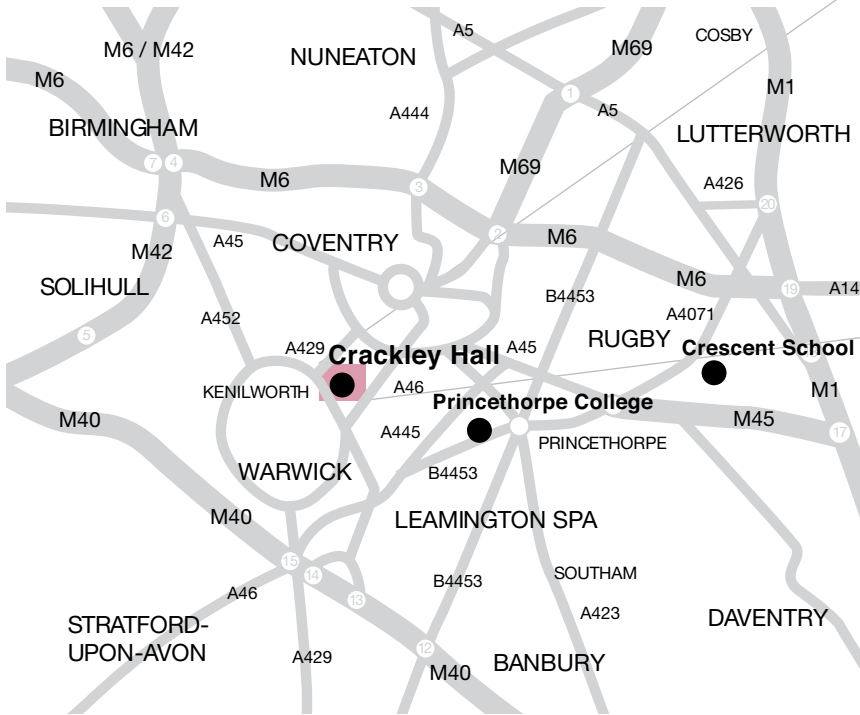 A5
COSBY
M6 / M42
NUNEATON
M69
M6
M1
1
A444
A5
BIRMINGHAM
LUTTERWORTH
7
4
M69
M6
3
A426
20
6
2
A45
COVENTRY
M6
M42
SOLIHULL
M6
19
A14
B4453
A452
A4071
5
RUGBY
A429
Crackley Hall
A45
Crescent School
KENILWORTH
A46
M1
Princethorpe College
M40
M45
A445
17
PRINCETHORPE
WARWICK
B4453
M40
LEAMINGTON SPA
15
14
SOUTHAM
B4453
A46
13
A423
STRATFORD-
UPON-AVON
DAVENTRY
12
A429
BANBURY
M40